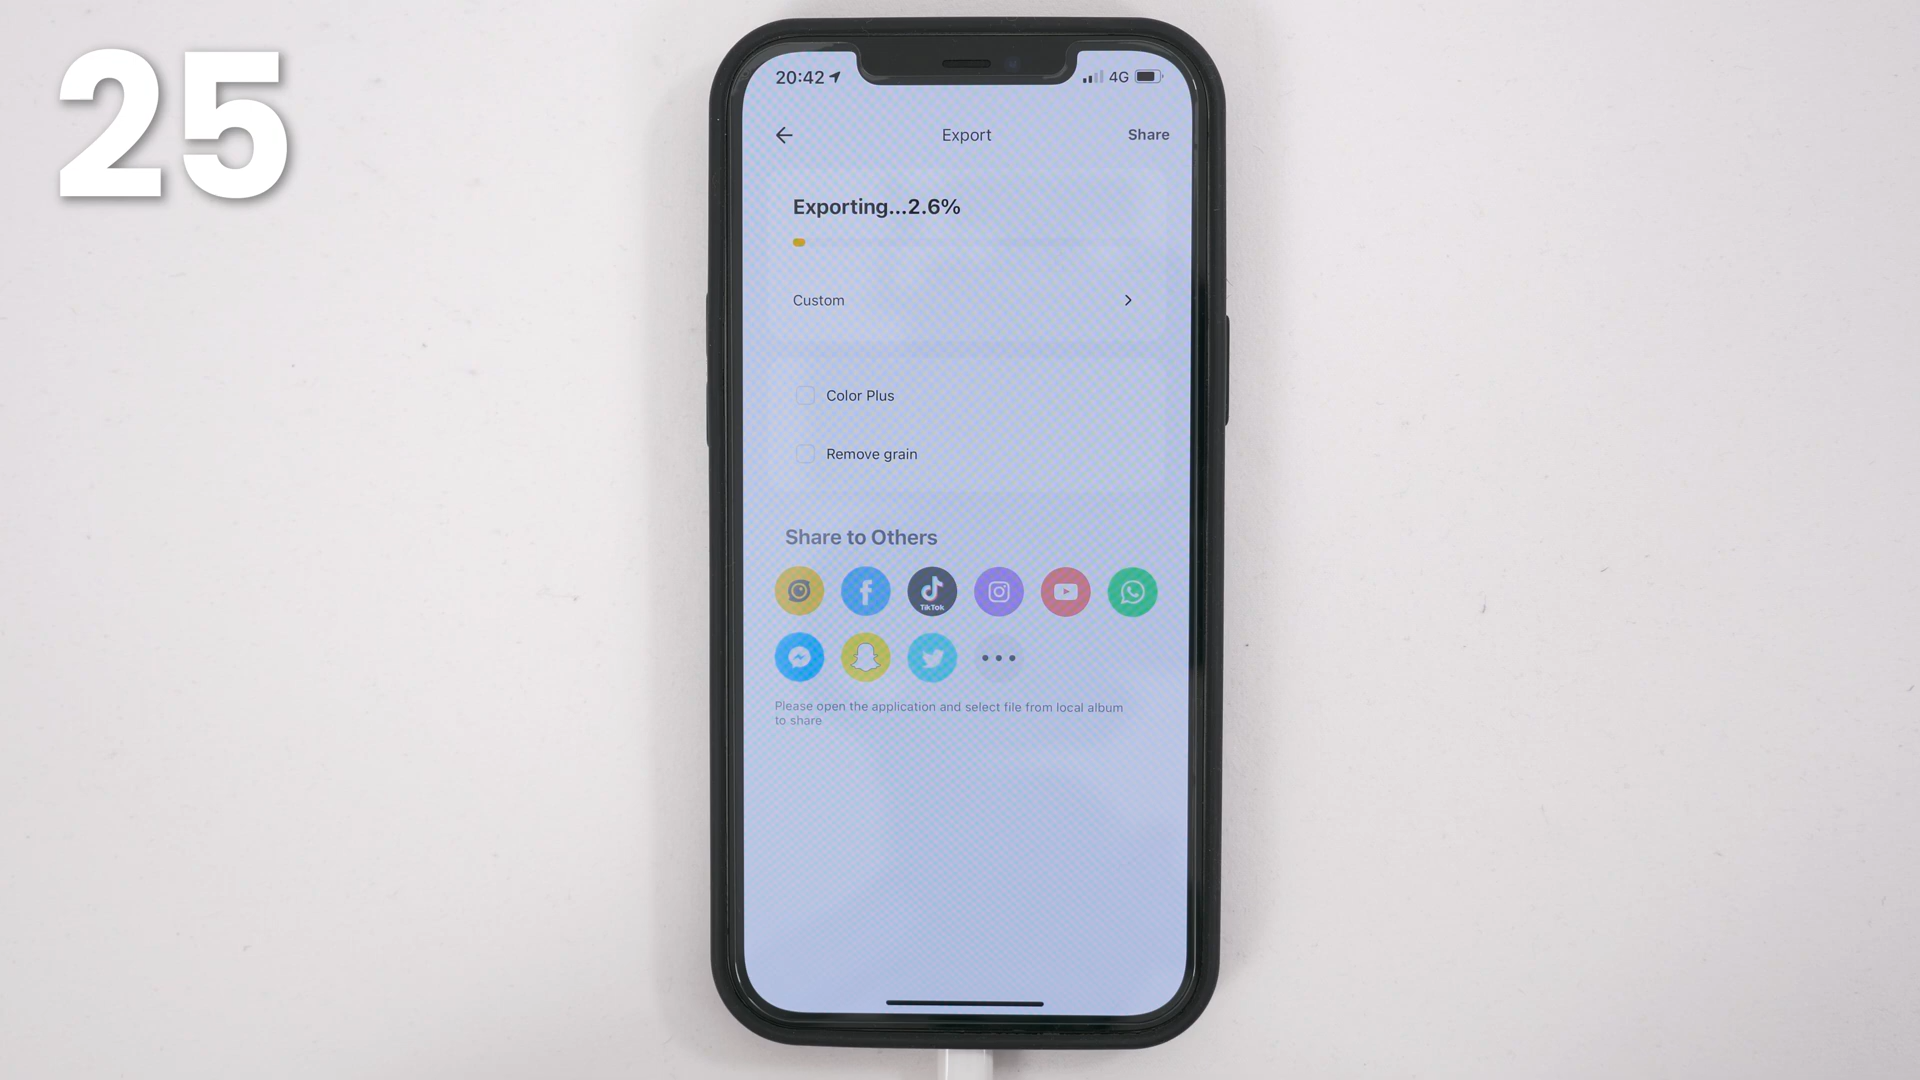 25
20:42 4G
Export Share
Exporting...2.6%
Custom
Color Plus
Remove grain
Share to Others
TikTok
Please open the application and select file from local album
to share